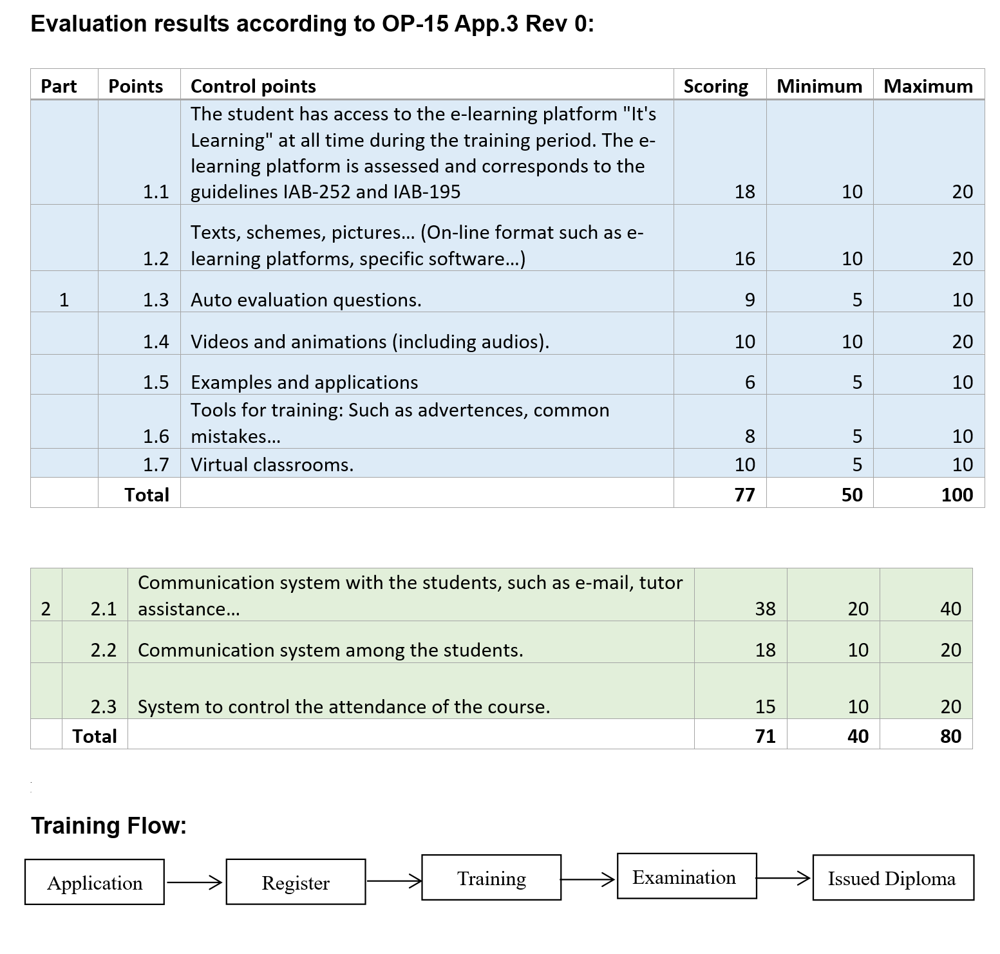 Evaluation results according to OP-15 App.3 Rev 0:
Part Points Control points Scoring Minimum Maximum
The student has access to the e-learning platform "It's
Learning" at all time during the training period. The e-
learning platform is assessed and corresponds to the
1.1 guidelines IAB-252 and IAB-195 18 10 20
Texts, schemes, pictures... (On-line format such as e-
1.2 learning platforms, specific software...) 16 10 20
1 1.3 Auto evaluation questions. 9 5 10
1.4 Videos and animations (including audios). 10 10 20
1.5 Examples and applications 6 5 10
Tools for training: Such as advertences, common
1.6 mistakes... 8 5 10
1.7 Virtual classrooms. 10 5 10
Total 77 50 100
Communication system with the students, such as e-mail, tutor
2 2.1 assistance... 38 20 40
2.2 Communication system among the students. 18 10 20
2.3 System to control the attendance of the course. 15 10 20
Total 71 40 80
Training Flow:
Application Register Training Examination Issued Diploma